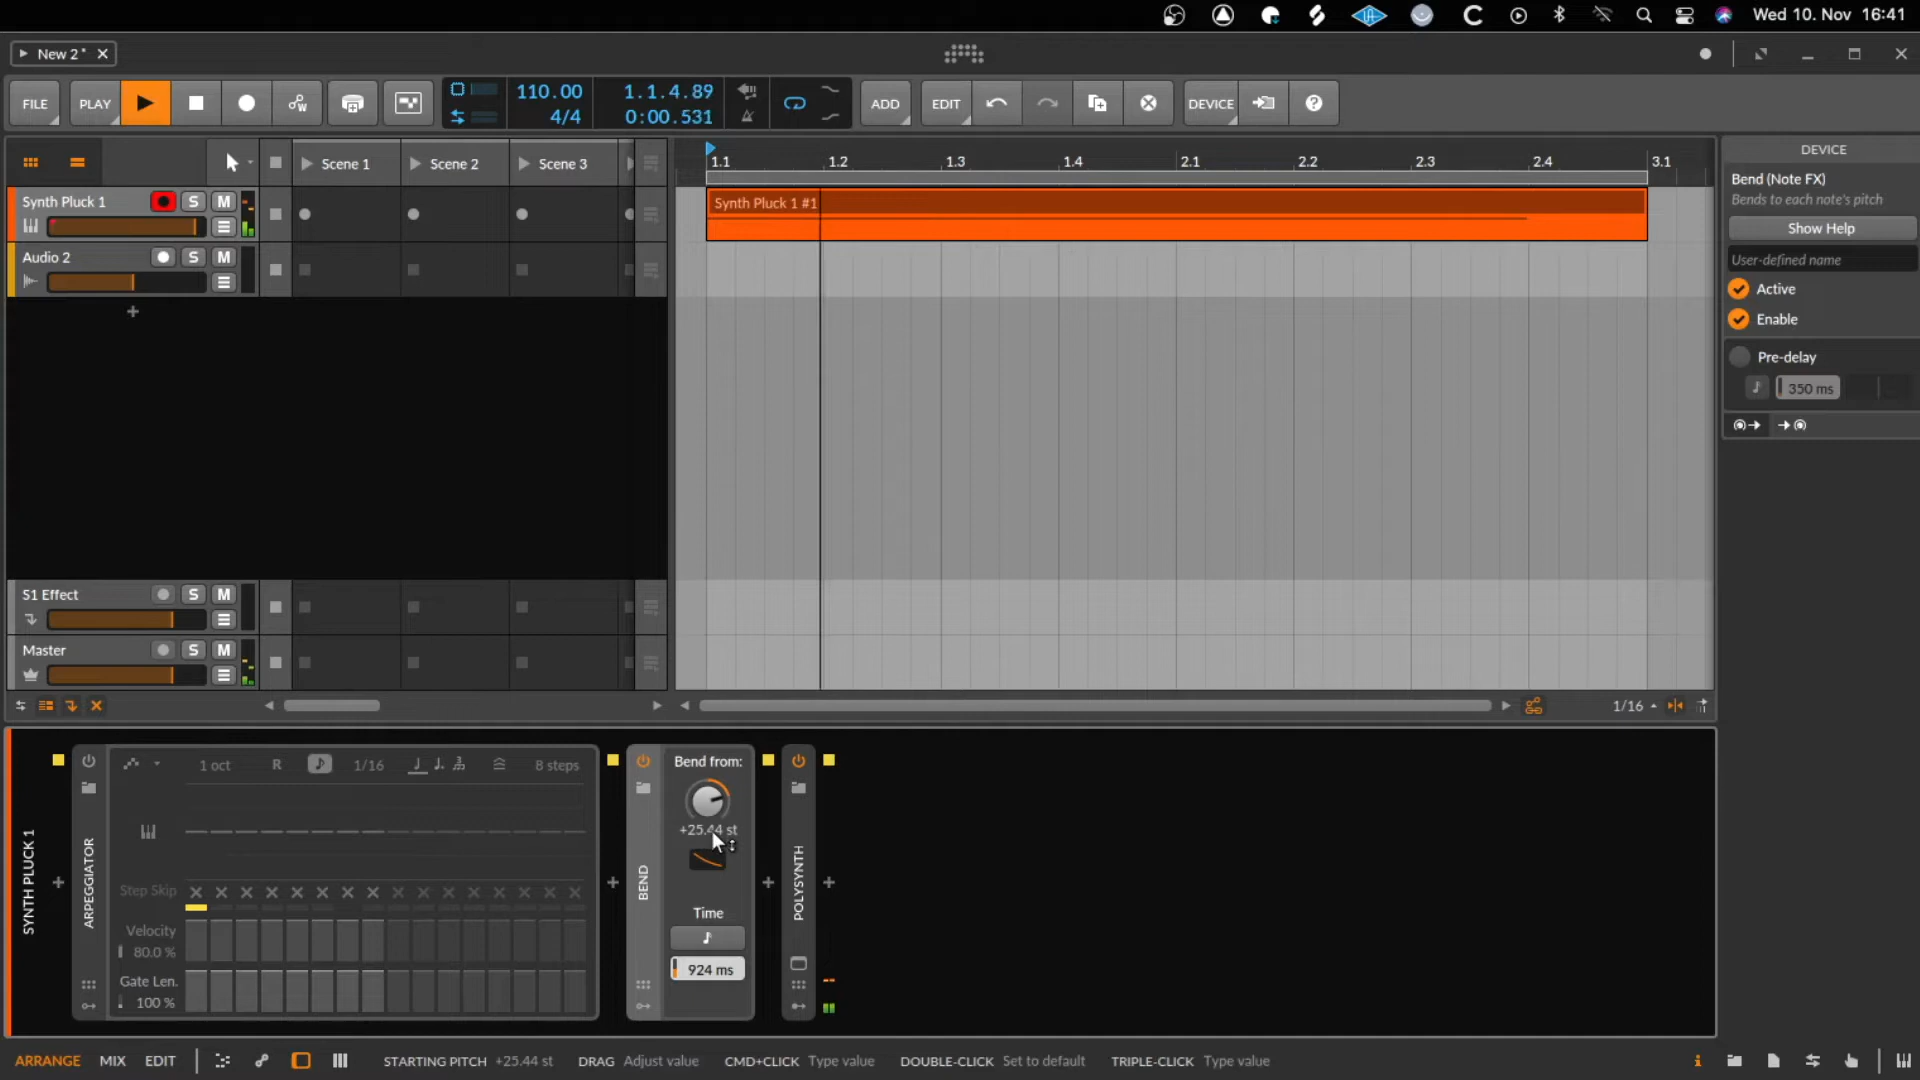 Wed 10. Nov 16:41
New 2*
FILE
PLAY
110.00
4/4
1.1.4.89
0:00.531
ADD
EDIT
DEVICE
Scene 1
Scene 2
Scene 3
1.1
1.2
1.3
1.4
2.1
2.2
2.3
2.4
3.1
Synth Pluck 1
S
M
Synth Pluck 1 #1
Audio 2
S
M
S1 Effect
S
M
Master
S
M
1/16
DEVICE
Bend (Note FX)
Bends to each note's pitch
Show Help
User-defined name
Active
Enable
Pre-delay
350 ms
SYNTH PLUCK 1
ARPEGGIATOR
1 oct
R
1/16
8 steps
Step Skip
Velocity
80.0 %
Gate Len.
100 %
BEND
Bend from:
+25.44 st
Time
924 ms
POLYSYNTH
ARRANGE
MIX
EDIT
STARTING PITCH +25.44 st
DRAG Adjust value
CMD+CLICK Type value
DOUBLE-CLICK Set to default
TRIPLE-CLICK Type value